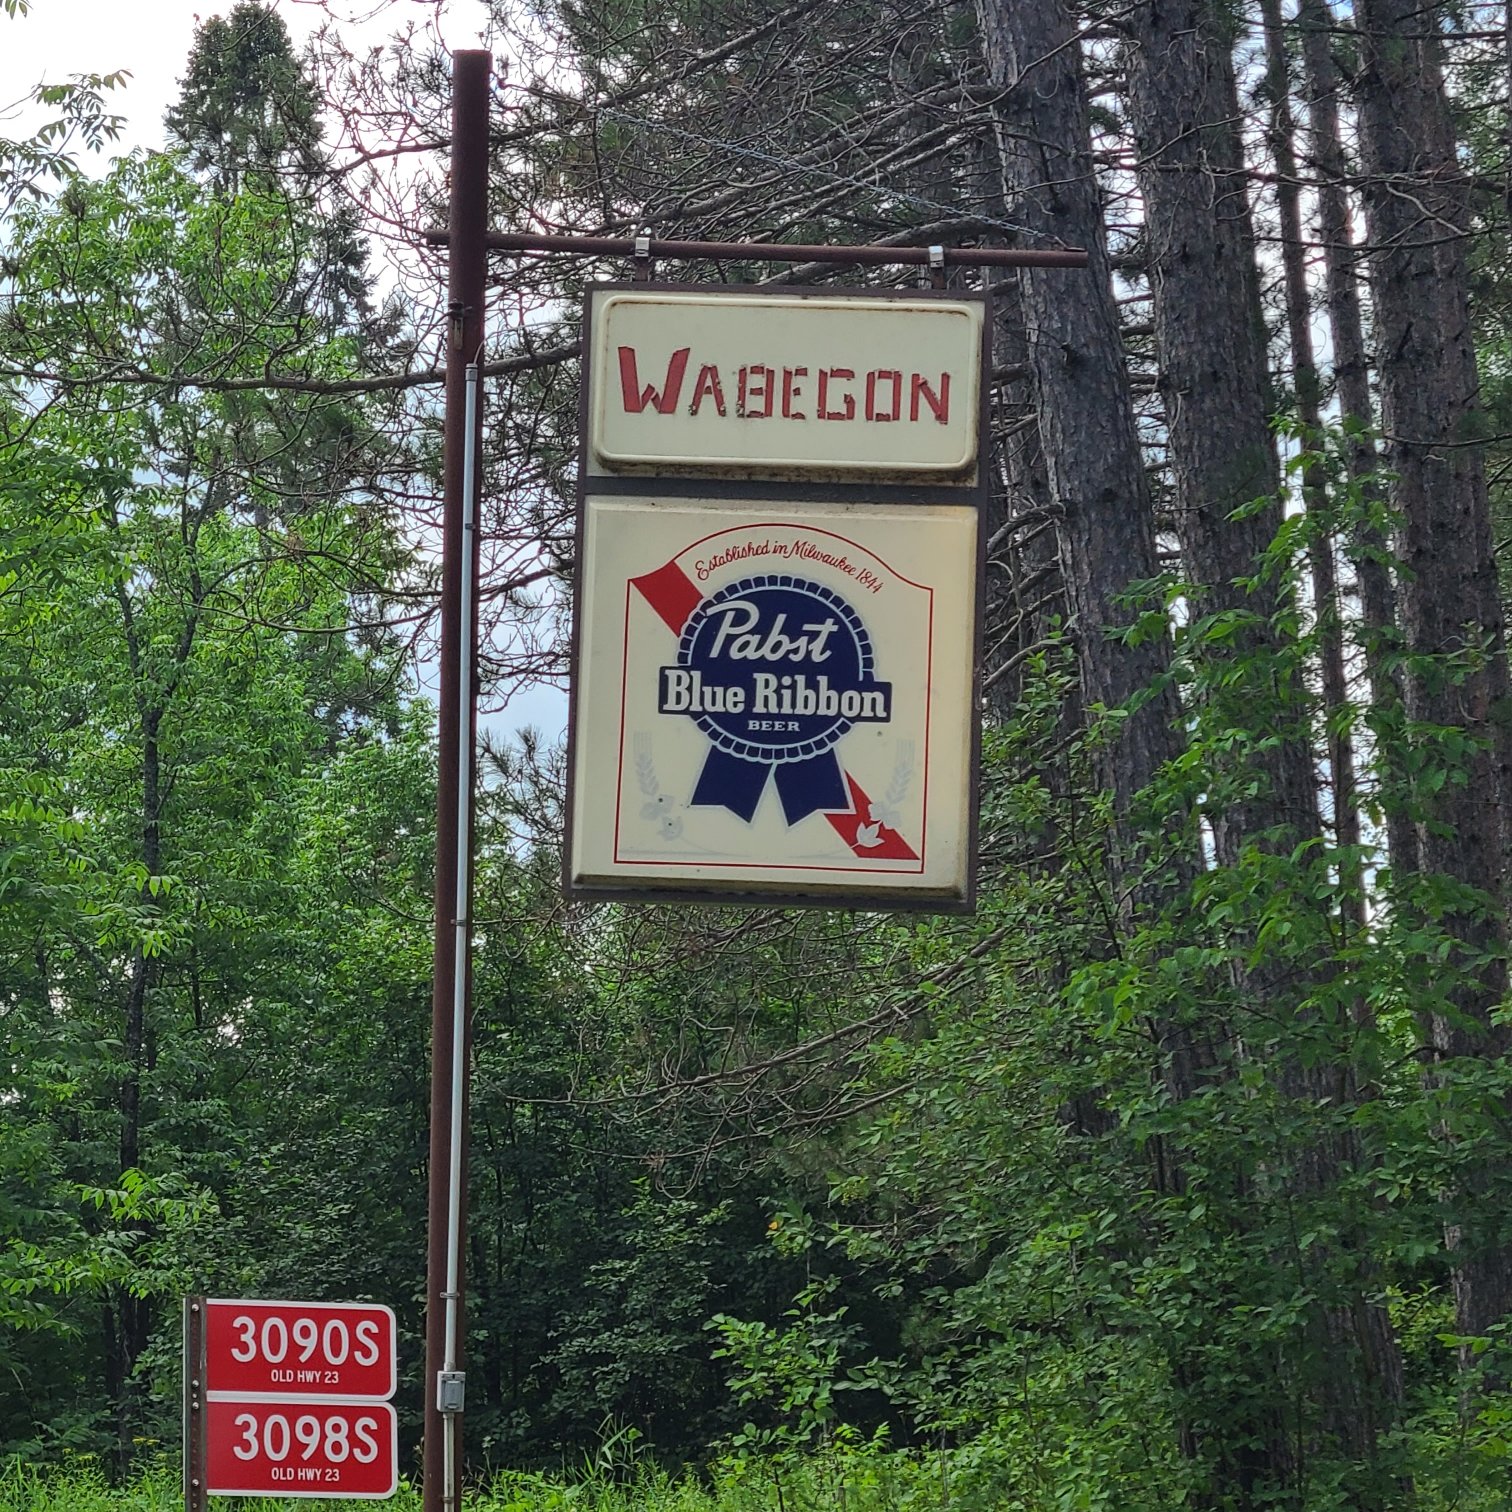 WABEGON
Established in Milwaukee 1844
Pabst
Blue Ribbon
BEER
3090S
OLD HWY 23
3098S
OLD HWY 23